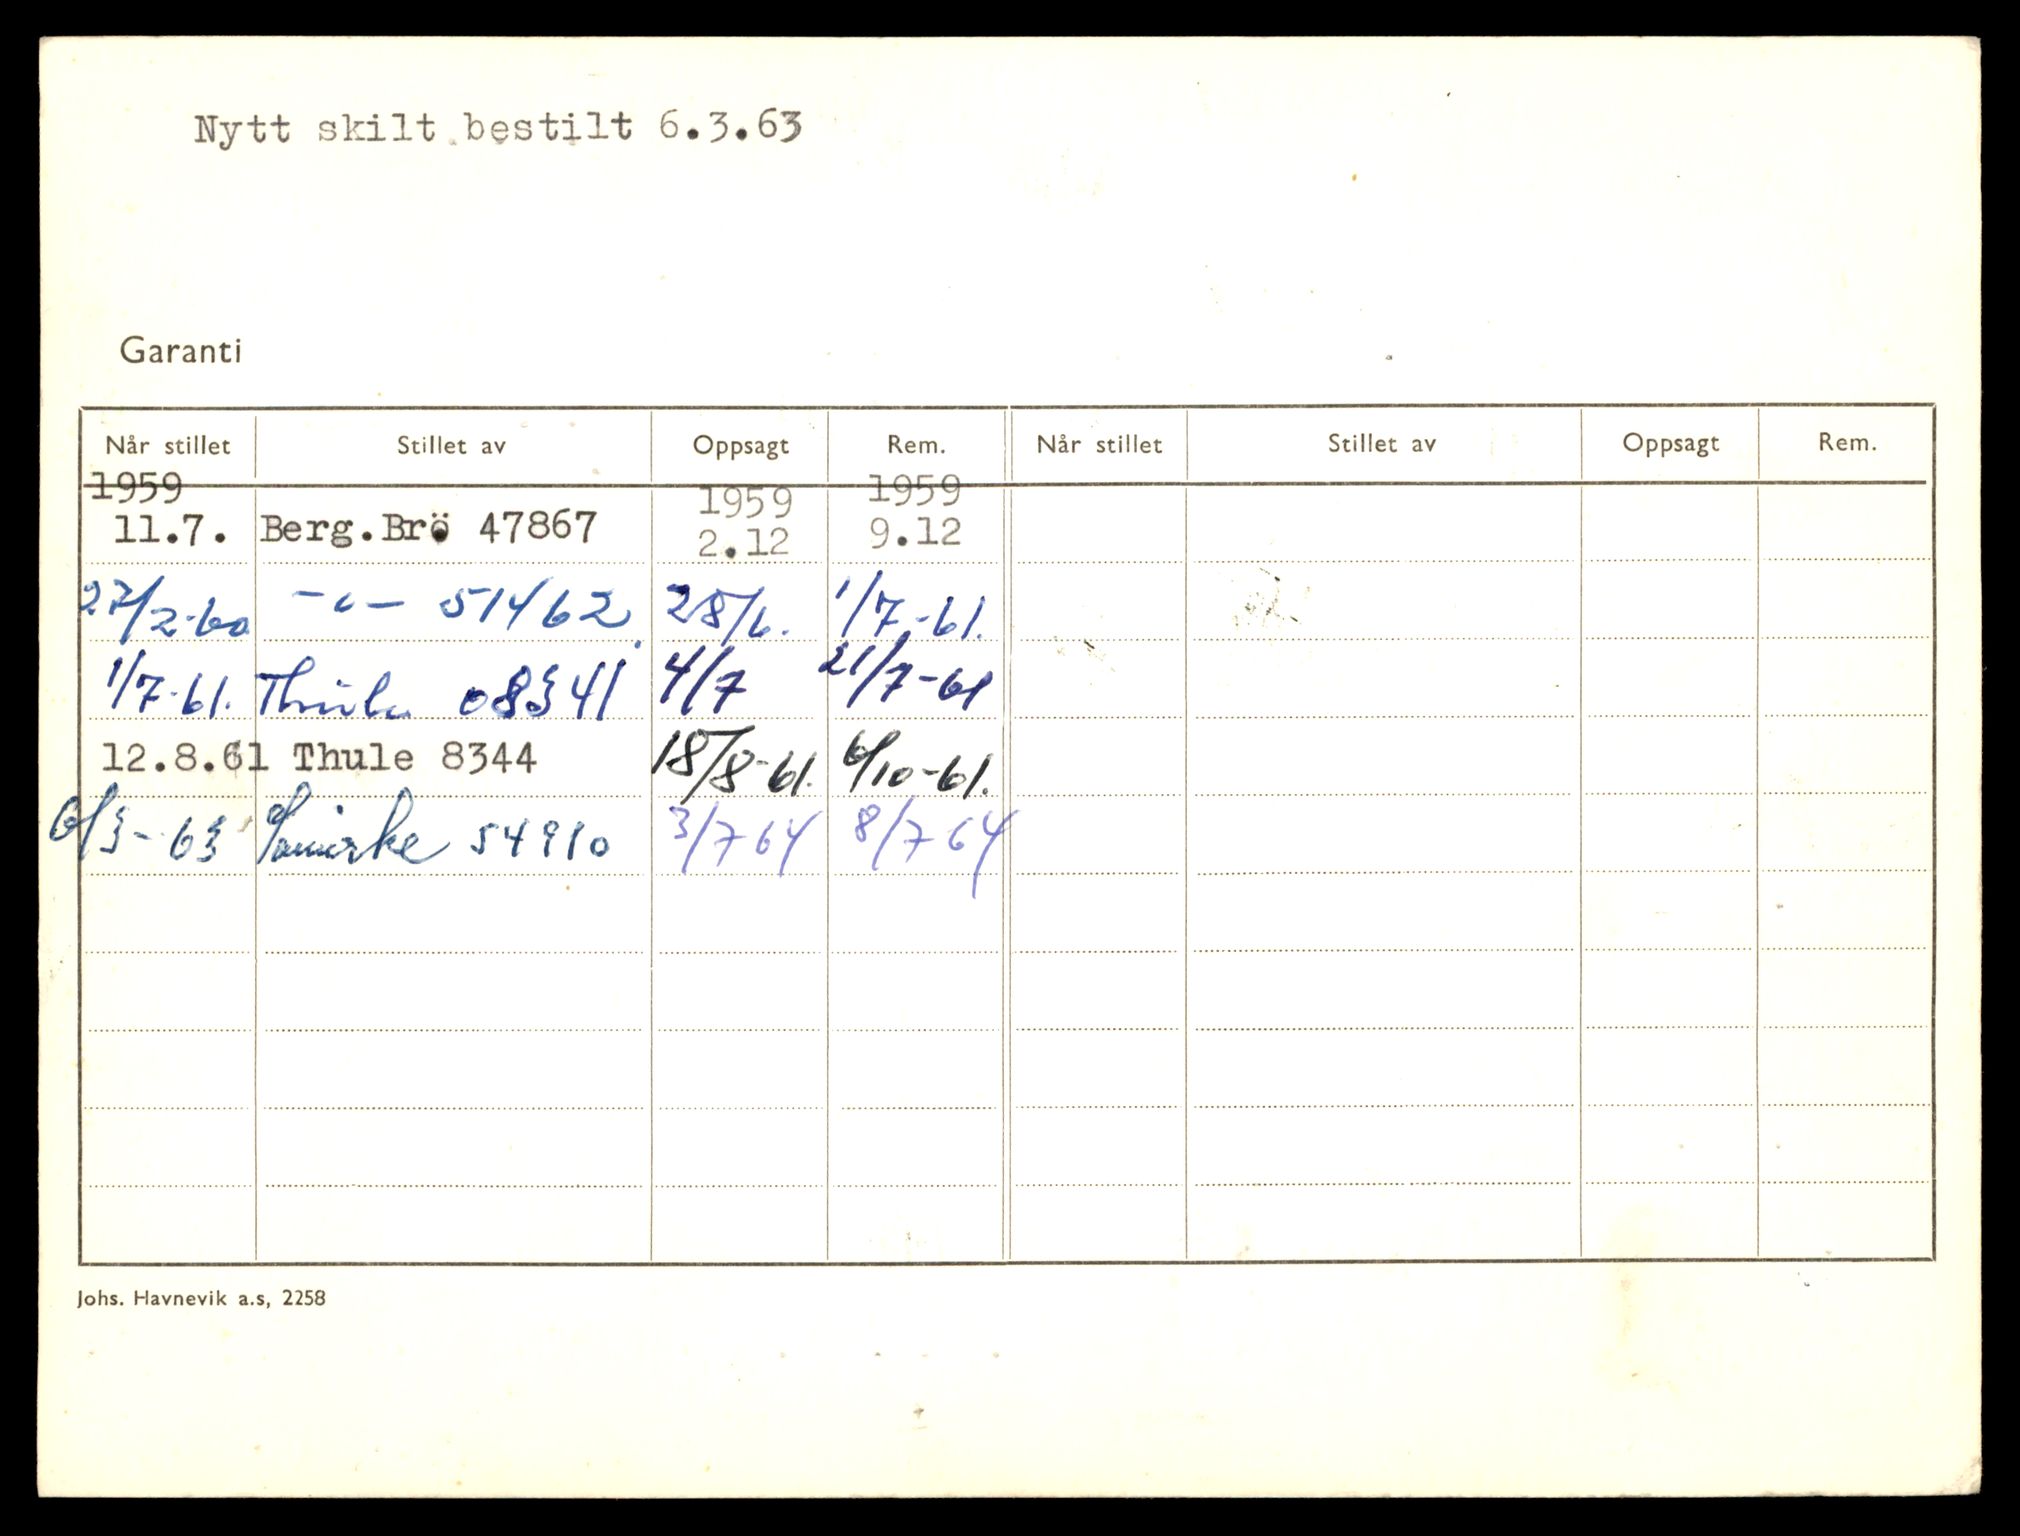 Nytt skilt bestilt 6.3.63
Garanti
Når stillet Stillet av Oppsagt Rem. Når stillet Stillet av Oppsagt Rem.
1959 1959 1959
11.7. Berg.Brö 47867 2.12 9.12
27/2-60 -"- 51462. 28/6. 1/7-61.
1/7-61. Thule 08341 4/7 21/7-61
12.8.61 Thule 8344 18/8-61. 6/10-61.
6/3-63 54910 3/7 64 8/7 64
Johs. Havnevik a.s, 2258